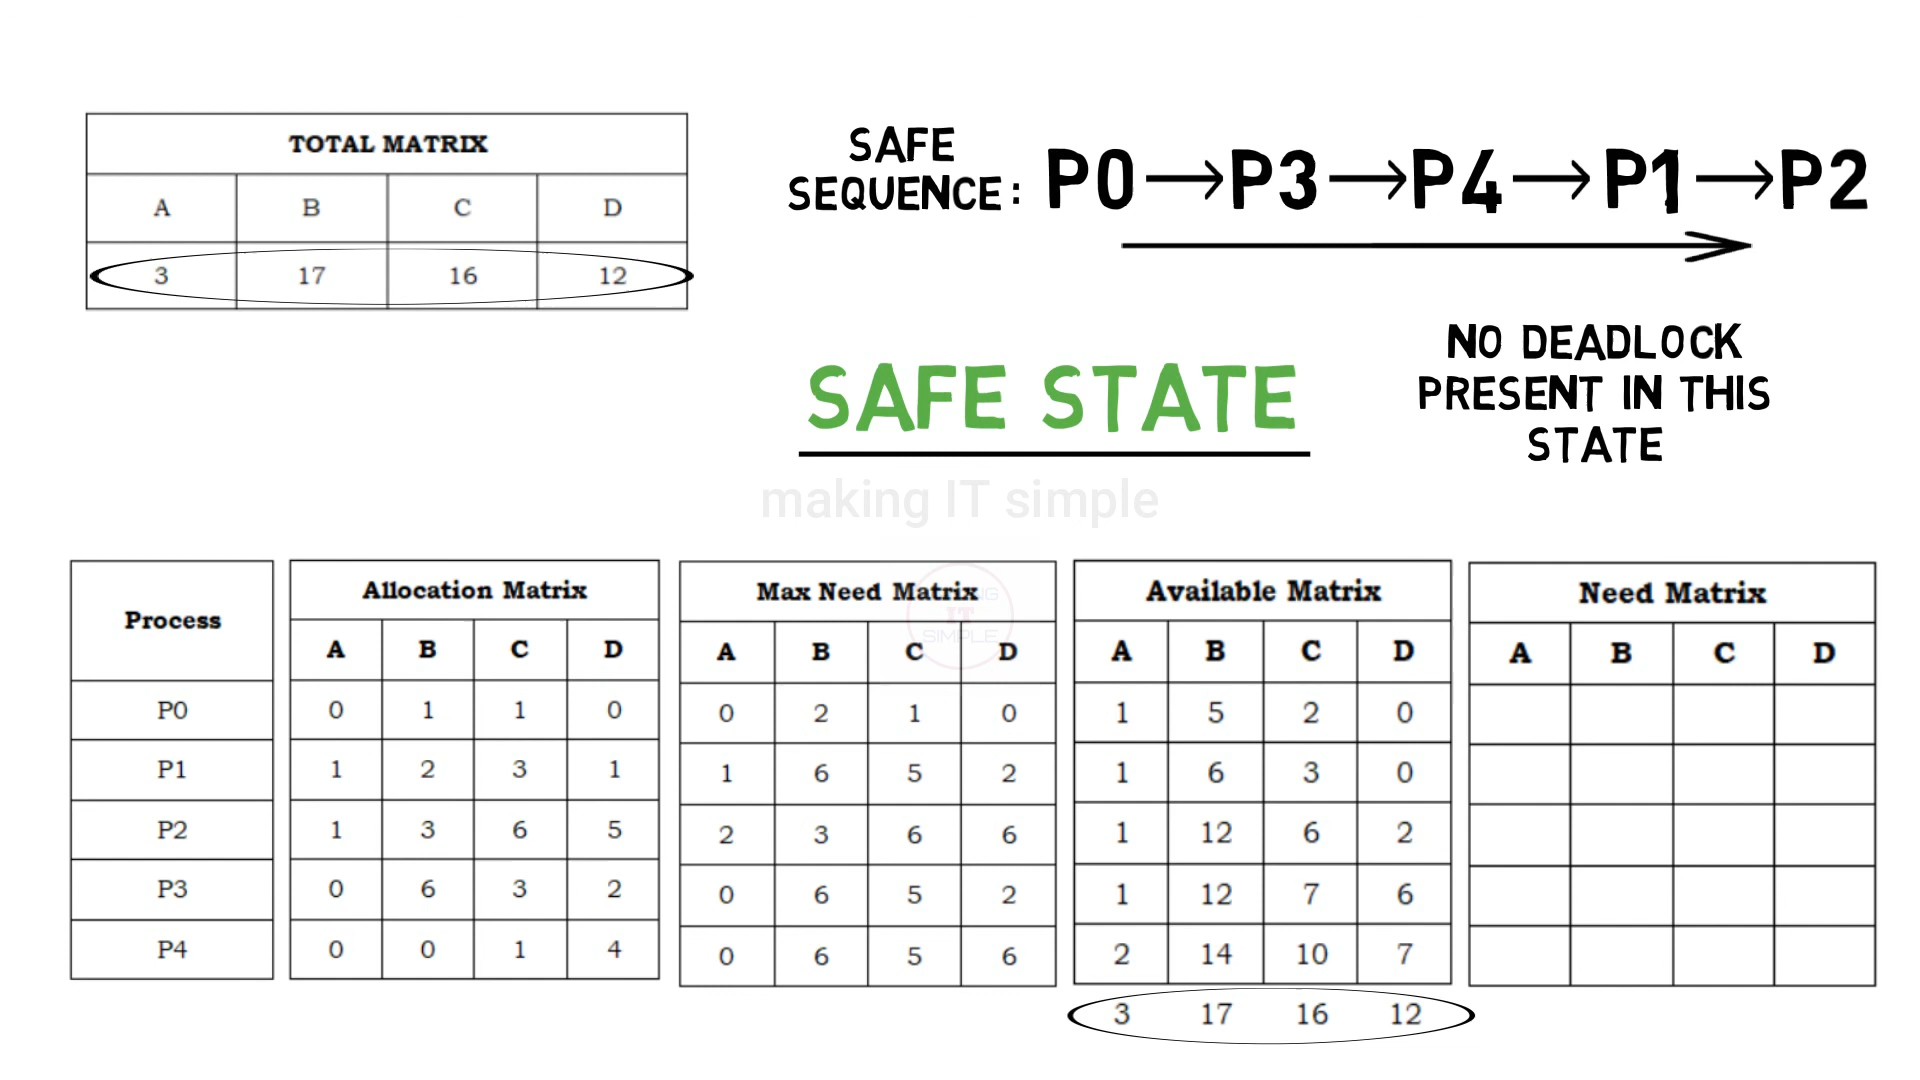 TOTAL MATRIX
A B C D
3 17 16 12
SAFE
SEQUENCE: P0→P3→P4→P1→P2
SAFE STATE
NO DEADLOCK
PRESENT IN THIS
STATE
making IT simple
Process
P0
P1
P2
P3
P4
Allocation Matrix
A B C D
0 1 1 0
1 2 3 1
1 3 6 5
0 6 3 2
0 0 1 4
Max Need Matrix
IT
SIMPLE
A B C D
0 2 1 0
1 6 5 2
2 3 6 6
0 6 5 2
0 6 5 6
Available Matrix
A B C D
1 5 2 0
1 6 3 0
1 12 6 2
1 12 7 6
2 14 10 7
3 17 16 12
Need Matrix
A B C D